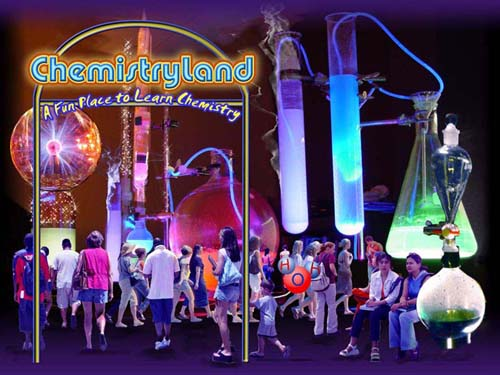 Chemistryland
A Fun Place to Learn Chemistry
H O H